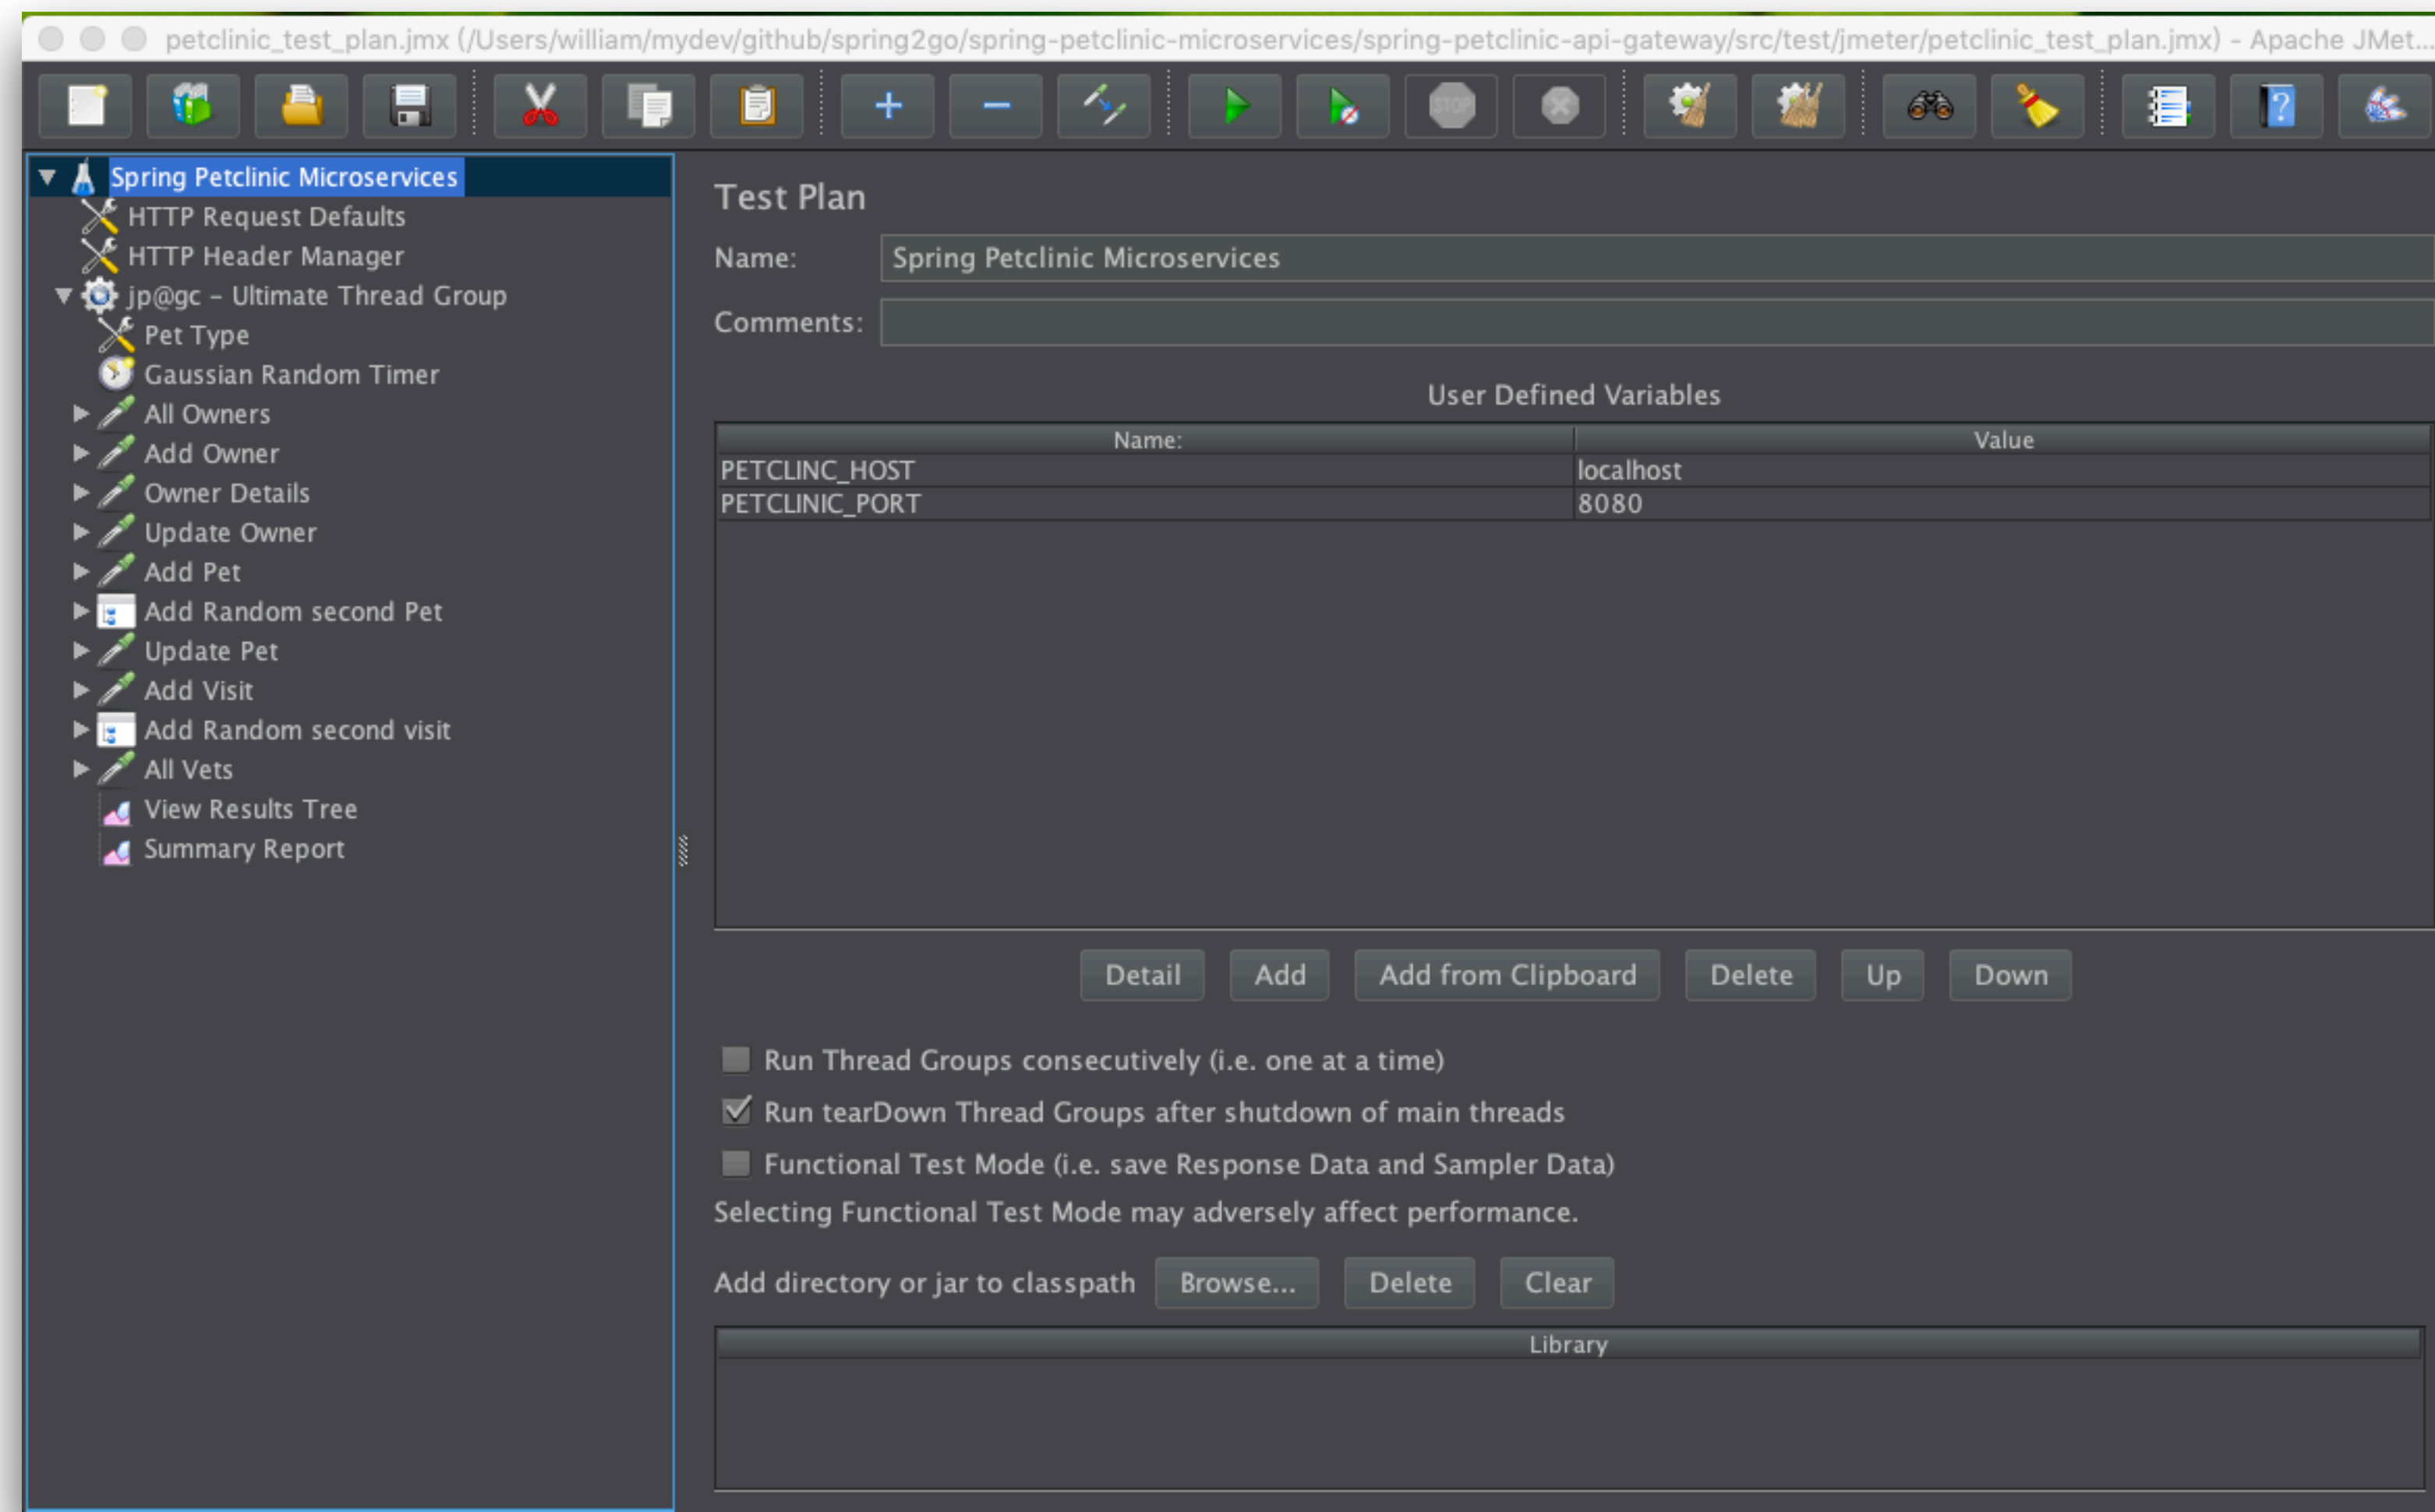 petclinic_test_plan.jmx (/Users/william/mydev/github/spring2go/spring-petclinic-microservices/spring-petclinic-api-gateway/src/test/jmeter/petclinic_test_plan.jmx) - Apache JMet...
STOP
Spring Petclinic Microservices
HTTP Request Defaults
HTTP Header Manager
jp@gc - Ultimate Thread Group
Pet Type
Gaussian Random Timer
All Owners
Add Owner
Owner Details
Update Owner
Add Pet
Add Random second Pet
Update Pet
Add Visit
Add Random second visit
All Vets
View Results Tree
Summary Report
Test Plan
Name: Spring Petclinic Microservices
Comments:
User Defined Variables
Name: Value
PETCLINC_HOST localhost
PETCLINIC_PORT 8080
Detail Add Add from Clipboard Delete Up Down
Run Thread Groups consecutively (i.e. one at a time)
Run tearDown Thread Groups after shutdown of main threads
Functional Test Mode (i.e. save Response Data and Sampler Data)
Selecting Functional Test Mode may adversely affect performance.
Add directory or jar to classpath Browse... Delete Clear
Library